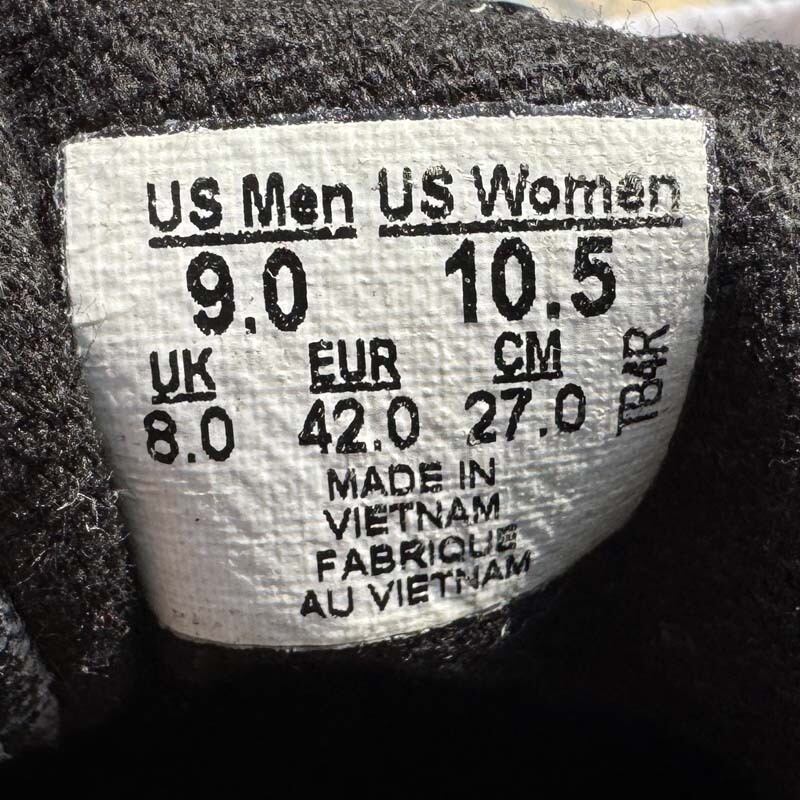 US Men US Women
9.0 10.5
UK EUR CM
8.0 42.0 27.0
TB4R
MADE IN
VIETNAM
FABRIQUE
AU VIETNAM